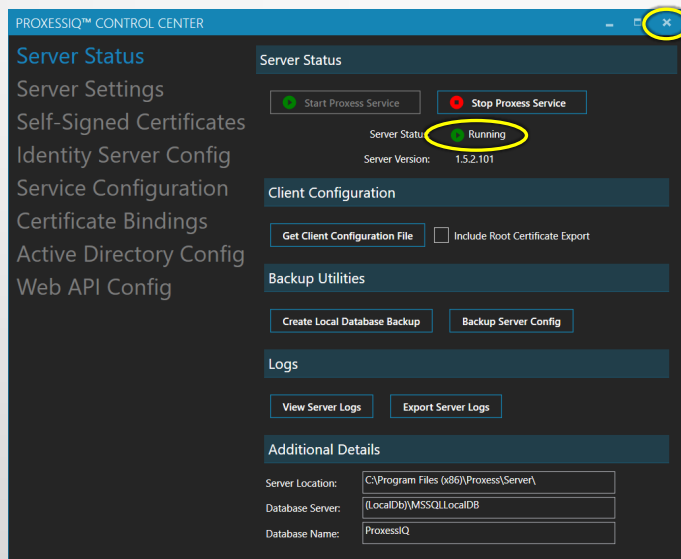 PROXESSIQ™ CONTROL CENTER
Server Status
Server Settings
Self-Signed Certificates
Identity Server Config
Service Configuration
Certificate Bindings
Active Directory Config
Web API Config
Server Status
Start Proxess Service
Stop Proxess Service
Server Statu
Running
Server Version:
1.5.2.101
Client Configuration
Get Client Configuration File
Include Root Certificate Export
Backup Utilities
Create Local Database Backup
Backup Server Config
Logs
View Server Logs
Export Server Logs
Additional Details
Server Location:
C:\Program Files (x86)\Proxess\Server\
Database Server:
(LocalDb)\MSSQLLocalDB
Database Name:
ProxessIQ